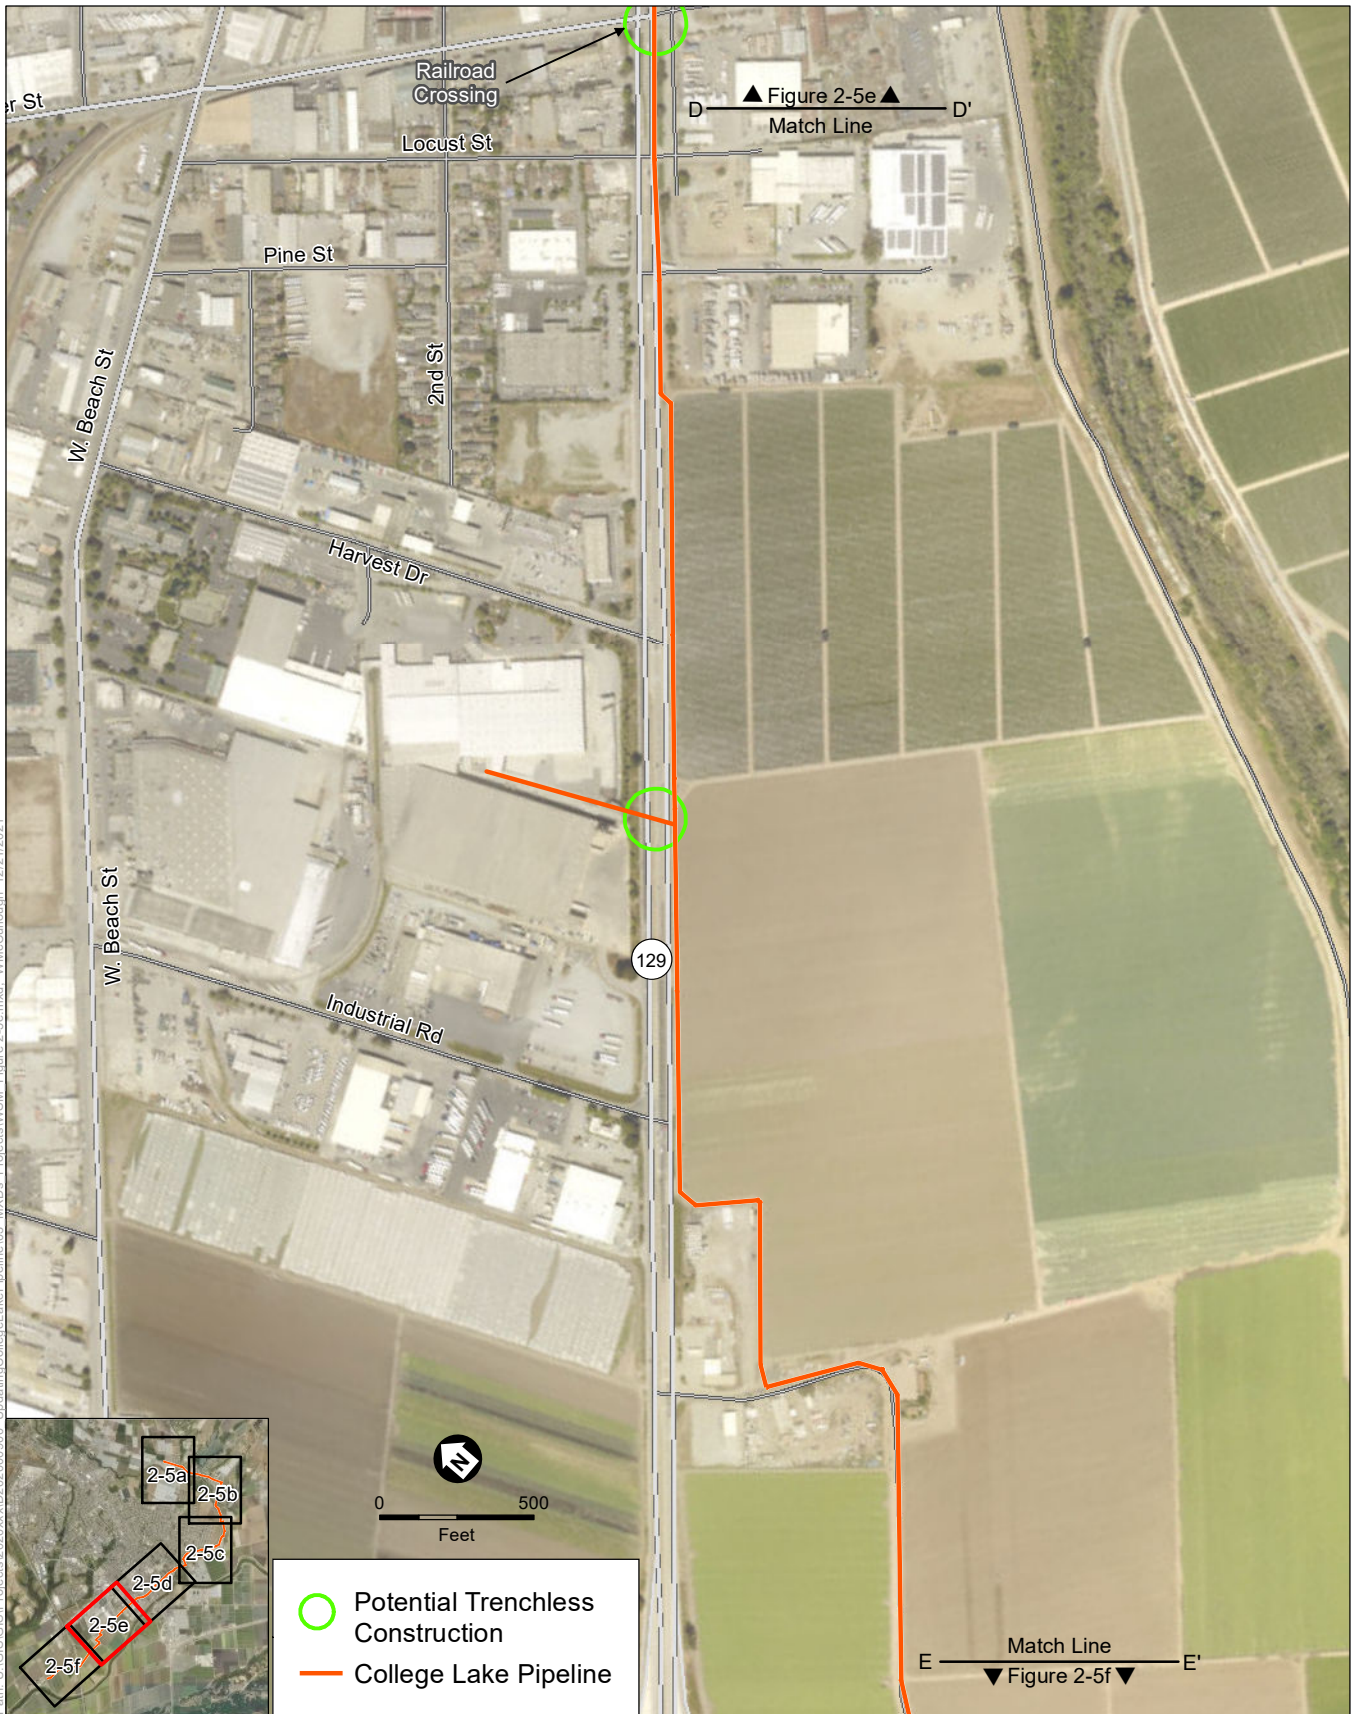 Railroad
Crossing
▲ Figure 2-5e ▲
D D'
Match Line
er St
Locust St
Pine St
2nd St
W. Beach St
Harvest Dr
W. Beach St
129
Industrial Rd
2-5a
2-5b
2-5c
2-5d
2-5e
2-5f
N
0 500
Feet
Potential Trenchless
Construction
College Lake Pipeline
Match Line
E E'
▼ Figure 2-5f ▼